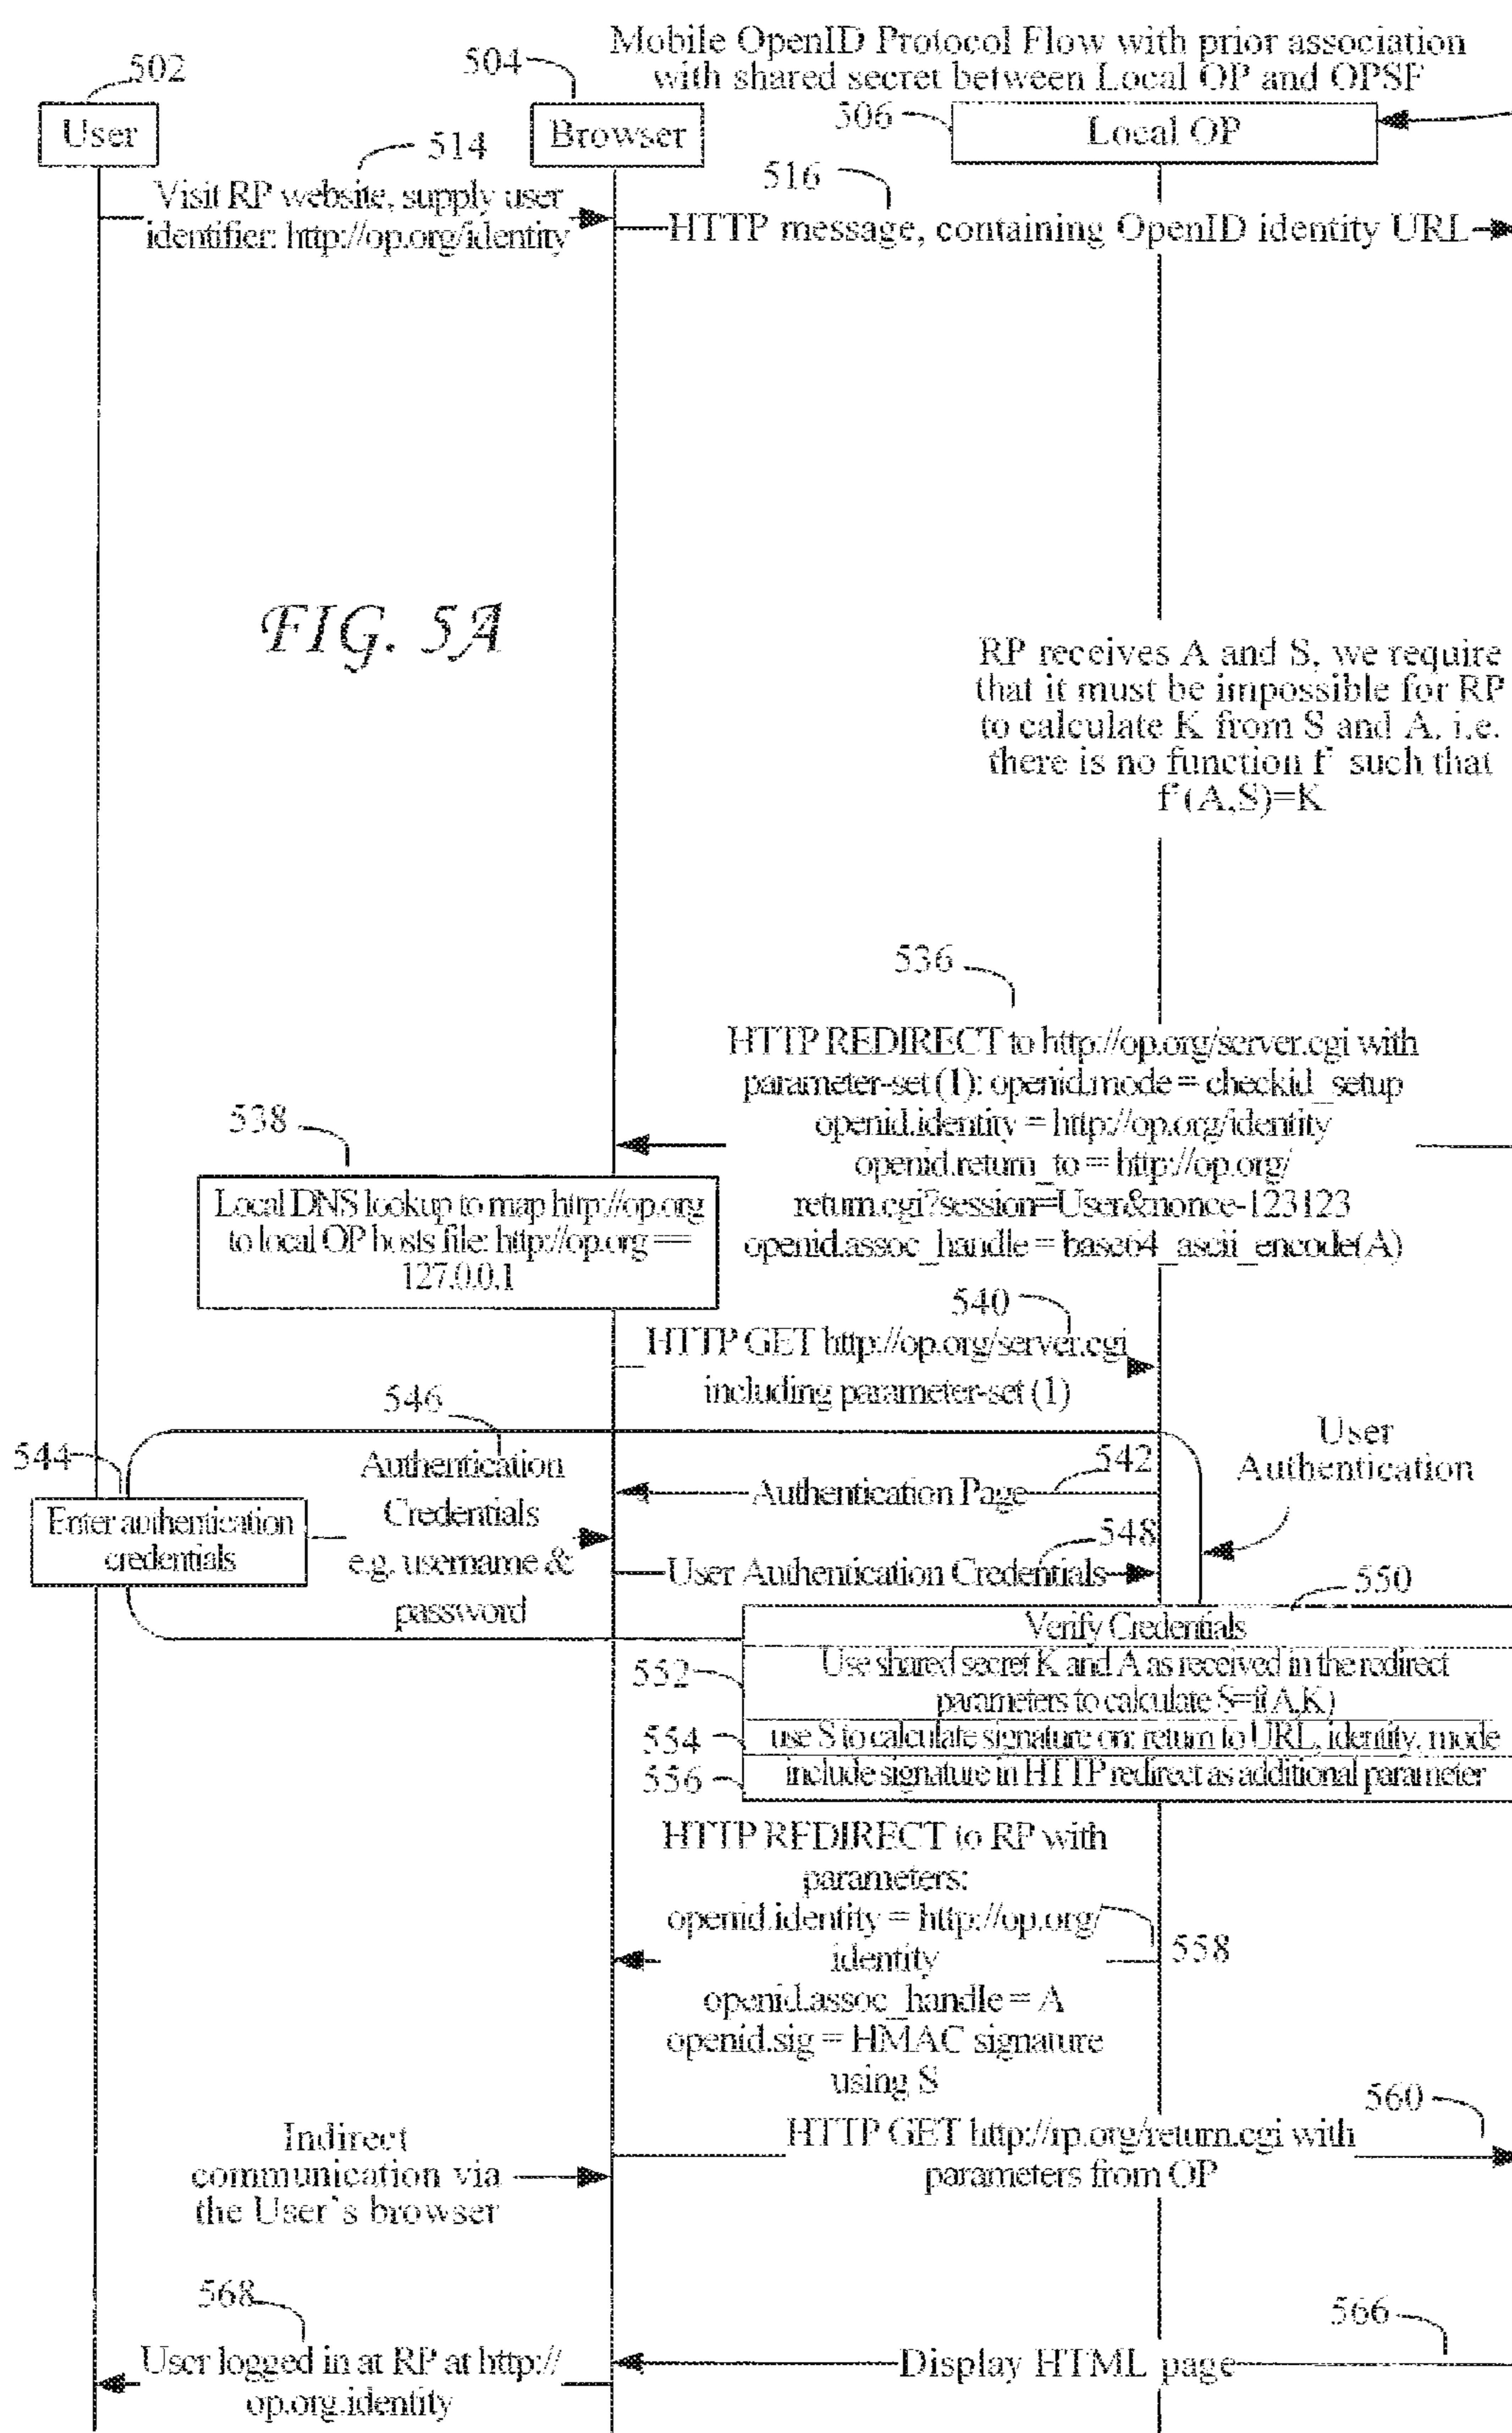 Mobile OpenID Protocol Flow with prior association
with shared secret between Local OP and OPSF
502
504
506
User
Browser
Local OP
514
Visit RP website, supply user
identifier: http://op.org/identity
516
HTTP message, containing OpenID identity URL
FIG. 5A
RP receives A and S, we require
that it must be impossible for RP
to calculate K from S and A, i.e.
there is no function f' such that
f'(A,S)=K
536
HTTP REDIRECT to http://op.org/server.cgi with
parameter-set (1): openid.mode = checkid_setup
openid.identity = http://op.org/identity
openid.return_to = http://op.org/
return.cgi?session=User&nonce-123123
openid.assoc_handle = base64_ascii_encode(A)
538
Local DNS lookup to map http://op.org
to local OP hosts file: http://op.org ==
127.0.0.1
540
HTTP GET http://op.org/server.cgi
including parameter-set (1)
546
544
Authentication
Credentials
e.g. username &
password
Enter authentication
credentials
542
Authentication Page
User
Authentication
548
User Authentication Credentials
550
Verify Credentials
552
Use shared secret K and A as received in the redirect
parameters to calculate S=f(A,K)
554
use S to calculate signature on: return to URL, identity, mode
556
include signature in HTTP redirect as additional parameter
HTTP REDIRECT to RP with
parameters:
openid.identity = http://op.org/
identity
openid.assoc_handle = A
openid.sig = HMAC signature
using S
558
560
HTTP GET http://rp.org/return.cgi with
parameters from OP
Indirect
communication via
the User's browser
568
User logged in at RP at http://
op.org.identity
566
Display HTML page